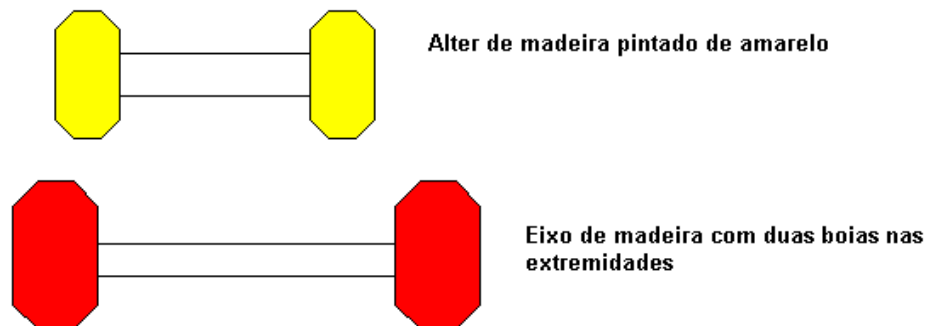 Alter de madeira pintado de amarelo
Eixo de madeira com duas boias nas
extremidades